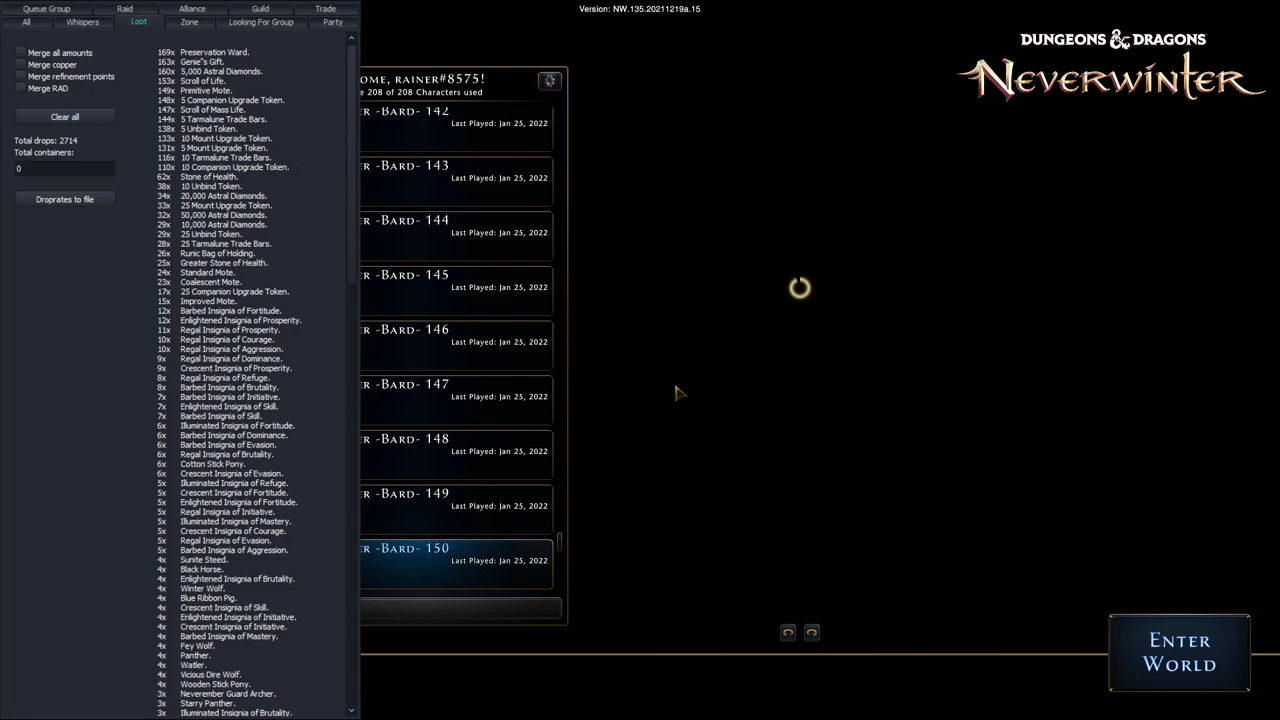 Version: NW.135.20211219a.15
Queue Group Raid Alliance Guild Trade
All Whispers Loot Zone Looking For Group Party
Merge all amounts
Merge copper
Merge refinement points
Merge RAD
Clear all
Total drops: 2714
Total containers:
0
Droprates to file
169x Preservation Ward.
163x Genie"s Gift.
160x 5,000 Astral Diamonds.
153x Scroll of Life.
149x Primitive Mote.
148x 5 Companion Upgrade Token.
147x Scroll of Mass Life.
144x 5 Tarmalune Trade Bars.
138x 5 Unbind Token.
133x 10 Mount Upgrade Token.
131x 5 Mount Upgrade Token.
116x 10 Tarmalune Trade Bars.
110x 10 Companion Upgrade Token.
62x Stone of Health.
38x 10 Unbind Token.
34x 20,000 Astral Diamonds.
33x 25 Mount Upgrade Token.
32x 50,000 Astral Diamonds.
29x 10,000 Astral Diamonds.
29x 25 Unbind Token.
28x 25 Tarmalune Trade Bars.
26x Runic Bag of Holding.
25x Greater Stone of Health.
24x Standard Mote.
23x Coalescent Mote.
17x 25 Companion Upgrade Token.
15x Improved Mote.
12x Barbed Insignia of Fortitude.
12x Enlightened Insignia of Prosperity.
11x Regal Insignia of Prosperity.
10x Regal Insignia of Courage.
10x Regal Insignia of Aggression.
9x Regal Insignia of Dominance.
9x Crescent Insignia of Prosperity.
8x Regal Insignia of Refuge.
8x Barbed Insignia of Brutality.
7x Barbed Insignia of Initiative.
7x Enlightened Insignia of Skill.
7x Barbed Insignia of Skill.
6x Illuminated Insignia of Fortitude.
6x Barbed Insignia of Dominance.
6x Barbed Insignia of Evasion.
6x Regal Insignia of Brutality.
6x Cotton Stick Pony.
6x Crescent Insignia of Evasion.
5x Illuminated Insignia of Refuge.
5x Crescent Insignia of Fortitude.
5x Enlightened Insignia of Fortitude.
5x Regal Insignia of Initiative.
5x Illuminated Insignia of Mastery.
5x Crescent Insignia of Courage.
5x Regal Insignia of Evasion.
5x Barbed Insignia of Aggression.
4x Sunite Steed.
4x Black Horse.
4x Enlightened Insignia of Brutality.
4x Winter Wolf.
4x Blue Ribbon Pig.
4x Crescent Insignia of Skill.
4x Enlightened Insignia of Initiative.
4x Crescent Insignia of Initiative.
4x Barbed Insignia of Mastery.
4x Fey Wolf.
4x Panther.
4x Watler.
4x Vicious Dire Wolf.
4x Wooden Stick Pony.
3x Neverember Guard Archer.
3x Starry Panther.
3x Illuminated Insignia of Brutality.
OME, RAINER#8575!
e 208 of 208 Characters used
ER -BARD- 142
Last Played: Jan 25, 2022
ER -BARD- 143
Last Played: Jan 25, 2022
ER -BARD- 144
Last Played: Jan 25, 2022
ER -BARD- 145
Last Played: Jan 25, 2022
ER -BARD- 146
Last Played: Jan 25, 2022
ER -BARD- 147
Last Played: Jan 25, 2022
ER -BARD- 148
Last Played: Jan 25, 2022
ER -BARD- 149
Last Played: Jan 25, 2022
ER -BARD- 150
Last Played: Jan 25, 2022
DUNGEONS & DRAGONS
NEVERWINTER
ENTER
WORLD